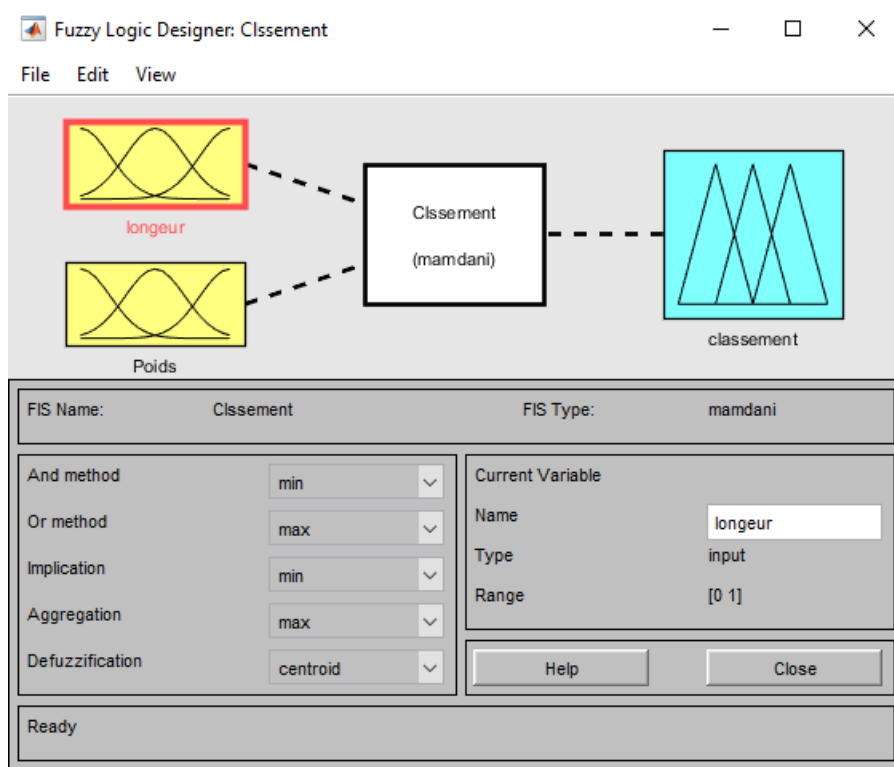 Fuzzy Logic Designer: Clssement
File Edit View
longeur
Clssement
(mamdani)
Poids
classement
FIS Name: Clssement FIS Type: mamdani
And method min
Or method max
Implication min
Aggregation max
Defuzzification centroid
Current Variable
Name longeur
Type input
Range [0 1]
Help Close
Ready